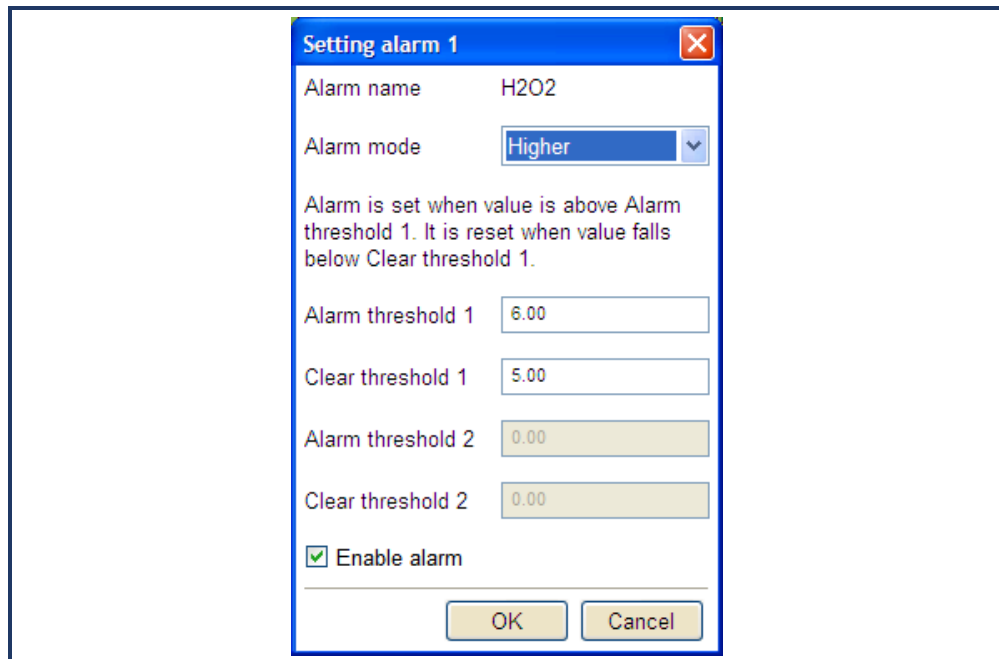 Setting alarm 1
Alarm name H2O2
Alarm mode Higher
Alarm is set when value is above Alarm
threshold 1. It is reset when value falls
below Clear threshold 1.
Alarm threshold 1 6.00
Clear threshold 1 5.00
Alarm threshold 2 0.00
Clear threshold 2 0.00
Enable alarm
OK Cancel